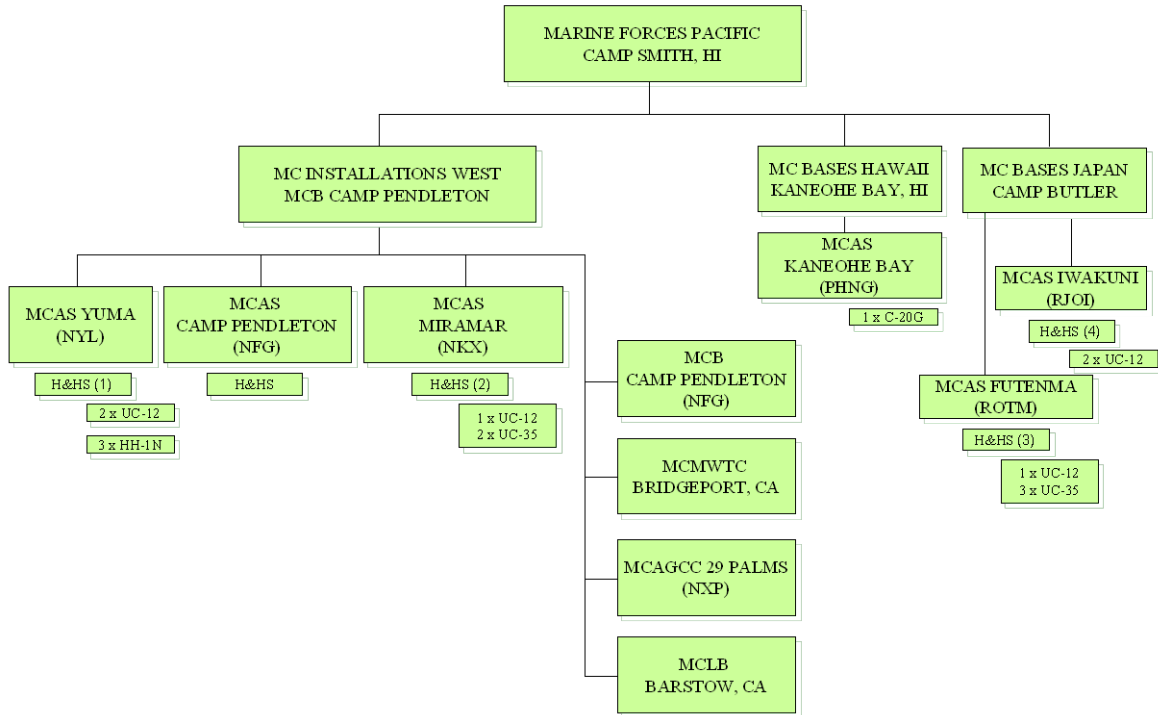 MARINE FORCES PACIFIC
CAMP SMITH, HI
MC INSTALLATIONS WEST
MCB CAMP PENDLETON
MC BASES HAWAII
KANEOHE BAY, HI
MC BASES JAPAN
CAMP BUTLER
MCAS
KANEOHE BAY
(PHNG)
1 x C-20G
MCAS IWAKUNI
(RJOI)
H&HS (4)
2 x UC-12
MCAS YUMA
(NYL)
H&HS (1)
2 x UC-12
3 x HH-1N
MCAS
CAMP PENDLETON
(NFG)
H&HS
MCAS
MIRAMAR
(NKX)
H&HS (2)
1 x UC-12
2 x UC-35
MCB
CAMP PENDLETON
(NFG)
MCAS FUTENMA
(ROTM)
H&HS (3)
1 x UC-12
3 x UC-35
MCMWTC
BRIDGEPORT, CA
MCAGCC 29 PALMS
(NXP)
MCLB
BARSTOW, CA